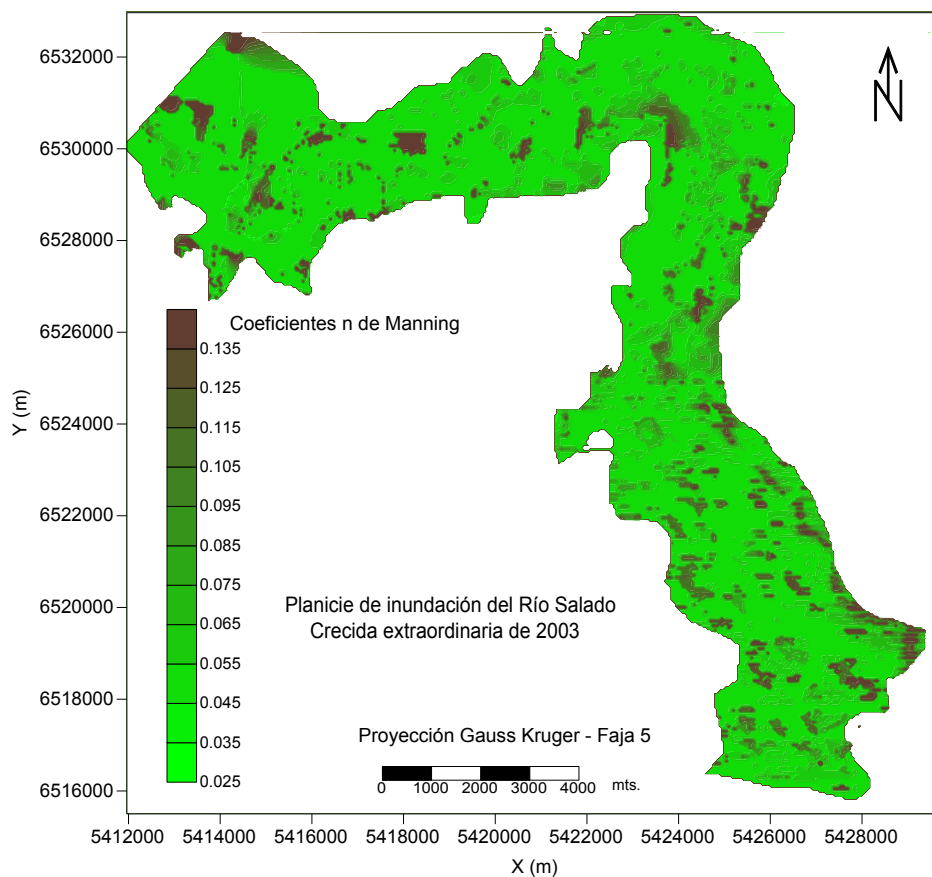 6532000
6530000
6528000
6526000
6524000
6522000
6520000
6518000
6516000
Y (m)
N
Coeficientes n de Manning
0.135
0.125
0.115
0.105
0.095
0.085
0.075
0.065
0.055
0.045
0.035
0.025
Planicie de inundación del Río Salado
Crecida extraordinaria de 2003
Proyección Gauss Kruger - Faja 5
0 1000 2000 3000 4000 mts.
5412000 5414000 5416000 5418000 5420000 5422000 5424000 5426000 5428000
X (m)